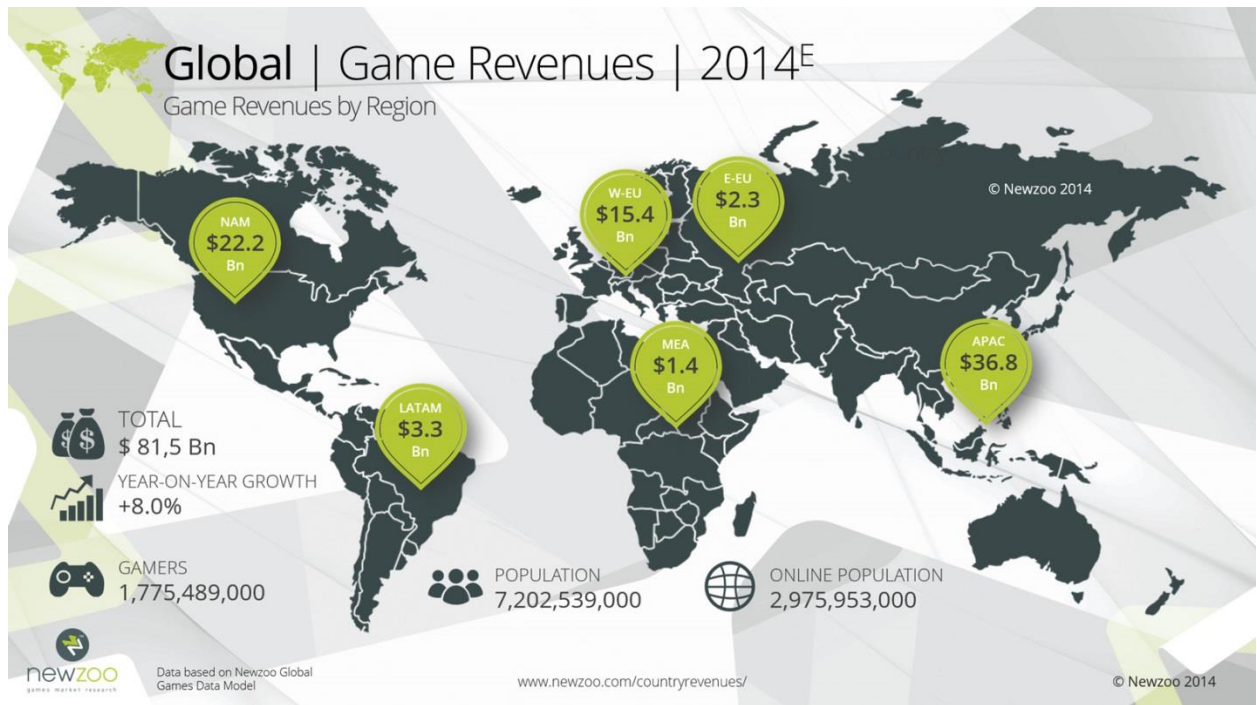 Global | Game Revenues | 2014E
Game Revenues by Region
© Newzoo 2014
NAM
$22.2
Bn
W-EU
$15.4
Bn
E-EU
$2.3
Bn
MEA
$1.4
Bn
APAC
$36.8
Bn
LATAM
$3.3
Bn
TOTAL
$ 81,5 Bn
YEAR-ON-YEAR GROWTH
+8.0%
GAMERS
1,775,489,000
POPULATION
7,202,539,000
ONLINE POPULATION
2,975,953,000
newzoo
games market research
Data based on Newzoo Global
Games Data Model
www.newzoo.com/countryrevenues/
© Newzoo 2014